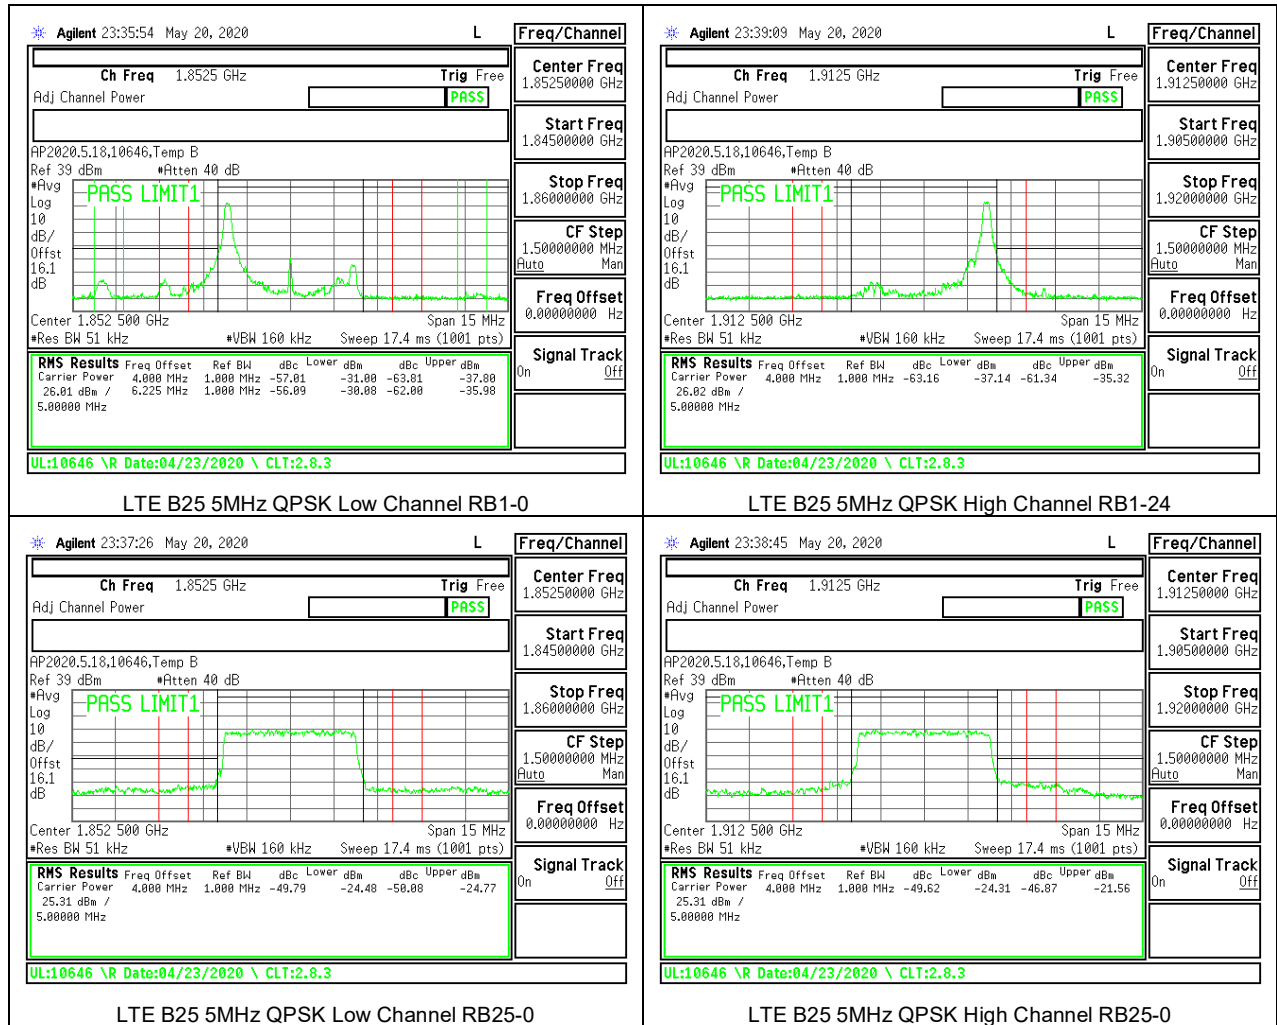 Agilent 23:35:54 May 20, 2020 L Freq/Channel
Ch Freq 1.8525 GHz Trig Free
Adj Channel Power PASS
Center Freq
1.85250000 GHz
Start Freq
1.84500000 GHz
AP2020.5.18,10646,Temp B
Ref 39 dBm #Atten 40 dB
#Avg
Log
10
dB/
Offst
16.1
dB
PASS LIMIT1
Stop Freq
1.86000000 GHz
CF Step
1.50000000 MHz
Auto Man
Freq Offset
0.00000000 Hz
Center 1.852 500 GHz Span 15 MHz
#Res BW 51 kHz #VBW 160 kHz Sweep 17.4 ms (1001 pts)
Signal Track
On Off
RMS Results Freq Offset Ref BW dBc Lower dBm dBc Upper dBm
Carrier Power 4.000 MHz 1.000 MHz -57.01 -31.00 -63.81 -37.80
26.01 dBm / 6.225 MHz 1.000 MHz -56.09 -30.08 -62.00 -35.98
5.00000 MHz
UL:10646 \R Date:04/23/2020 \ CLT:2.8.3
LTE B25 5MHz QPSK Low Channel RB1-0
Agilent 23:39:09 May 20, 2020 L Freq/Channel
Ch Freq 1.9125 GHz Trig Free
Adj Channel Power PASS
Center Freq
1.91250000 GHz
Start Freq
1.90500000 GHz
AP2020.5.18,10646,Temp B
Ref 39 dBm #Atten 40 dB
#Avg
Log
10
dB/
Offst
16.1
dB
PASS LIMIT1
Stop Freq
1.92000000 GHz
CF Step
1.50000000 MHz
Auto Man
Freq Offset
0.00000000 Hz
Center 1.912 500 GHz Span 15 MHz
#Res BW 51 kHz #VBW 160 kHz Sweep 17.4 ms (1001 pts)
Signal Track
On Off
RMS Results Freq Offset Ref BW dBc Lower dBm dBc Upper dBm
Carrier Power 4.000 MHz 1.000 MHz -63.16 -37.14 -61.34 -35.32
26.02 dBm /
5.00000 MHz
UL:10646 \R Date:04/23/2020 \ CLT:2.8.3
LTE B25 5MHz QPSK High Channel RB1-24
Agilent 23:37:26 May 20, 2020 L Freq/Channel
Ch Freq 1.8525 GHz Trig Free
Adj Channel Power PASS
Center Freq
1.85250000 GHz
Start Freq
1.84500000 GHz
AP2020.5.18,10646,Temp B
Ref 39 dBm #Atten 40 dB
#Avg
Log
10
dB/
Offst
16.1
dB
PASS LIMIT1
Stop Freq
1.86000000 GHz
CF Step
1.50000000 MHz
Auto Man
Freq Offset
0.00000000 Hz
Center 1.852 500 GHz Span 15 MHz
#Res BW 51 kHz #VBW 160 kHz Sweep 17.4 ms (1001 pts)
Signal Track
On Off
RMS Results Freq Offset Ref BW dBc Lower dBm dBc Upper dBm
Carrier Power 4.000 MHz 1.000 MHz -49.79 -24.48 -50.08 -24.77
25.31 dBm /
5.00000 MHz
UL:10646 \R Date:04/23/2020 \ CLT:2.8.3
LTE B25 5MHz QPSK Low Channel RB25-0
Agilent 23:38:45 May 20, 2020 L Freq/Channel
Ch Freq 1.9125 GHz Trig Free
Adj Channel Power PASS
Center Freq
1.91250000 GHz
Start Freq
1.90500000 GHz
AP2020.5.18,10646,Temp B
Ref 39 dBm #Atten 40 dB
#Avg
Log
10
dB/
Offst
16.1
dB
PASS LIMIT1
Stop Freq
1.92000000 GHz
CF Step
1.50000000 MHz
Auto Man
Freq Offset
0.00000000 Hz
Center 1.912 500 GHz Span 15 MHz
#Res BW 51 kHz #VBW 160 kHz Sweep 17.4 ms (1001 pts)
Signal Track
On Off
RMS Results Freq Offset Ref BW dBc Lower dBm dBc Upper dBm
Carrier Power 4.000 MHz 1.000 MHz -49.62 -24.31 -46.87 -21.56
25.31 dBm /
5.00000 MHz
UL:10646 \R Date:04/23/2020 \ CLT:2.8.3
LTE B25 5MHz QPSK High Channel RB25-0